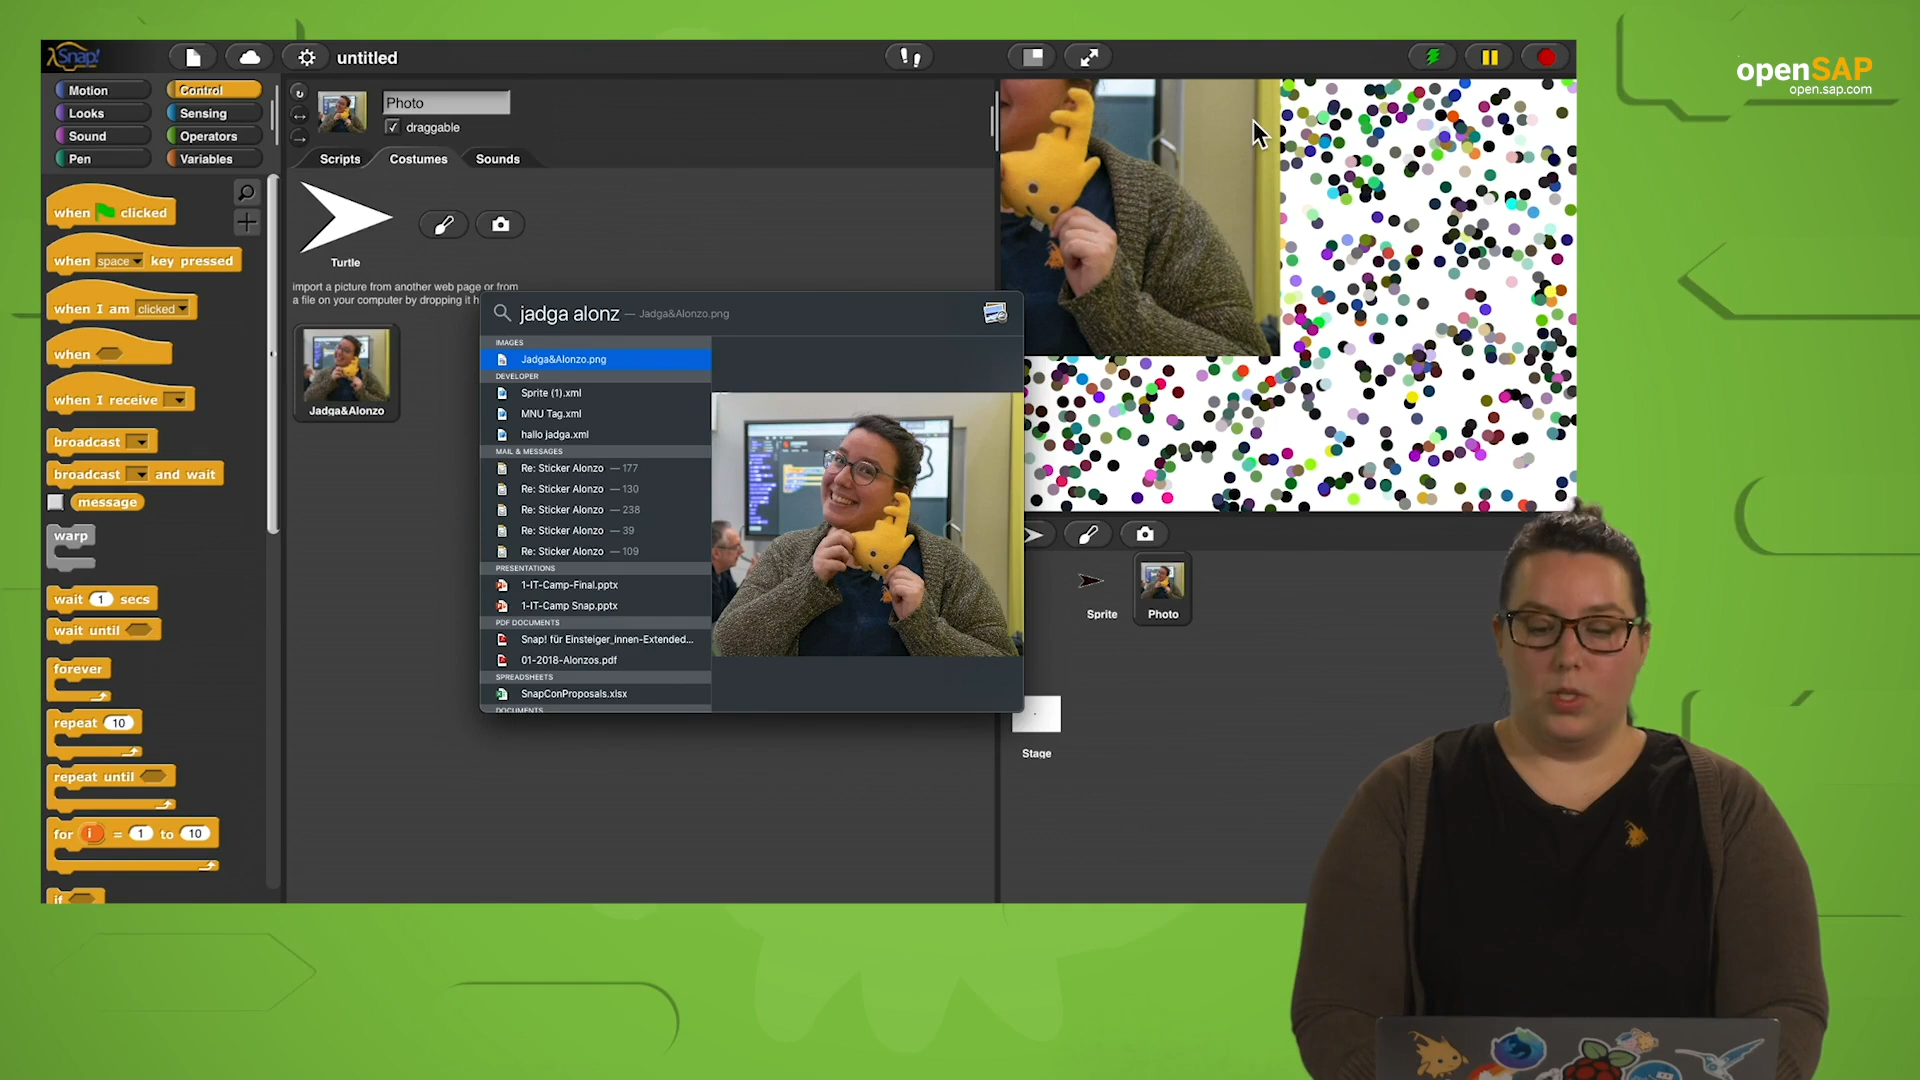 Snap!
untitled
openSAP
open.sap.com
Motion
Control
Looks
Sensing
Sound
Operators
Pen
Variables
Photo
draggable
Scripts
Costumes
Sounds
Turtle
import a picture from another web page or from
a file on your computer by dropping it h
Jadga&Alonzo
when clicked
when space key pressed
when I am clicked
when
when I receive
broadcast
broadcast and wait
message
warp
wait 1 secs
wait until
forever
repeat 10
repeat until
for i = 1 to 10
if
jadga alonz — Jadga&Alonzo.png
IMAGES
Jadga&Alonzo.png
DEVELOPER
Sprite (1).xml
MNU Tag.xml
hallo jadga.xml
MAIL & MESSAGES
Re: Sticker Alonzo — 177
Re: Sticker Alonzo — 130
Re: Sticker Alonzo — 238
Re: Sticker Alonzo — 39
Re: Sticker Alonzo — 109
PRESENTATIONS
1-IT-Camp-Final.pptx
1-IT-Camp Snap.pptx
PDF DOCUMENTS
Snap! für Einsteiger_innen-Extended...
01-2018-Alonzos.pdf
SPREADSHEETS
SnapConProposals.xlsx
DOCUMENTS
Sprite
Photo
Stage